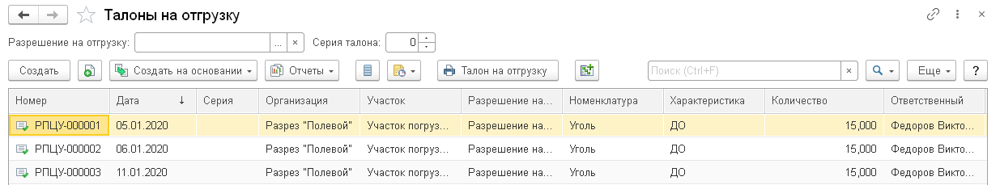 Талоны на отгрузку
Разрешение на отгрузку: ... × Серия талона: 0
Создать Создать на основании Отчеты Талон на отгрузку Поиск (Ctrl+F) × Еще ?
Номер Дата ↓ Серия Организация Участок Разрешение на... Номенклатура Характеристика Количество Ответственный
РПЦУ-000001 05.01.2020 Разрез "Полевой" Участок погруз... Разрешение на... Уголь ДО 15,000 Федоров Викто...
РПЦУ-000002 06.01.2020 Разрез "Полевой" Участок погруз... Разрешение на... Уголь ДО 15,000 Федоров Викто...
РПЦУ-000003 11.01.2020 Разрез "Полевой" Участок погруз... Разрешение на... Уголь ДО 15,000 Федоров Викто...